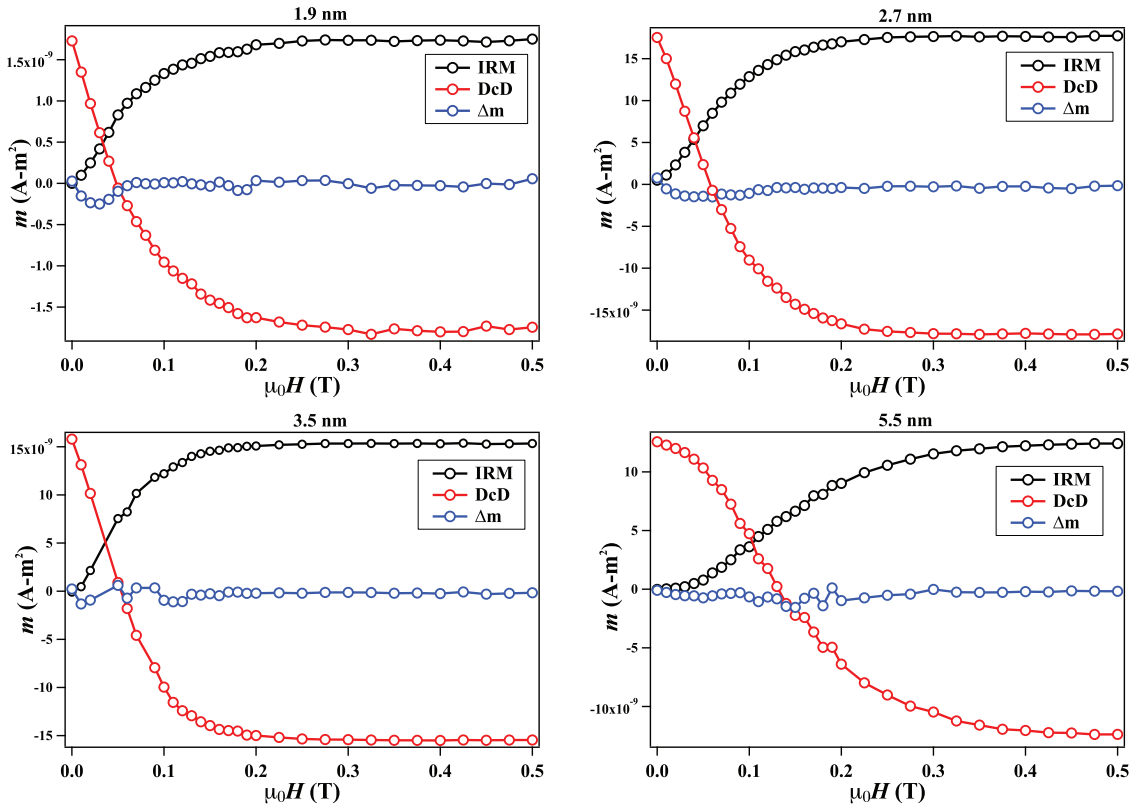 1.9 nm
1.5x10⁻⁹
1.0
0.5
0.0
-0.5
-1.0
-1.5
m (A-m²)
IRM
DcD
Δm
0.0 0.1 0.2 0.3 0.4 0.5
μ₀H (T)
2.7 nm
15
10
5
0
-5
-10
-15x10⁻⁹
m (A-m²)
IRM
DcD
Δm
0.0 0.1 0.2 0.3 0.4 0.5
μ₀H (T)
3.5 nm
15x10⁻⁹
10
5
0
-5
-10
-15
m (A-m²)
IRM
DcD
Δm
0.0 0.1 0.2 0.3 0.4 0.5
μ₀H (T)
5.5 nm
10
5
0
-5
-10x10⁻⁹
m (A-m²)
IRM
DcD
Δm
0.0 0.1 0.2 0.3 0.4 0.5
μ₀H (T)